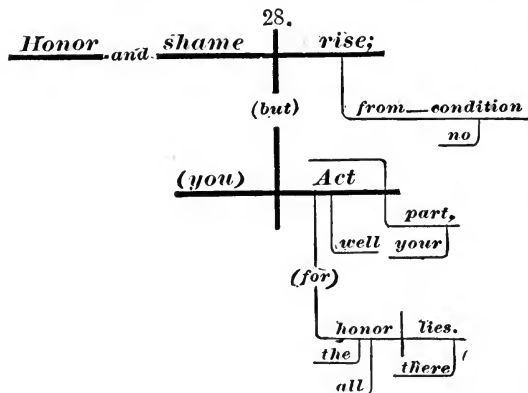 28.
Honor and shame rise;
(but) from condition
no
(you) Act
part,
well your
(for)
honor lies.
the there
all